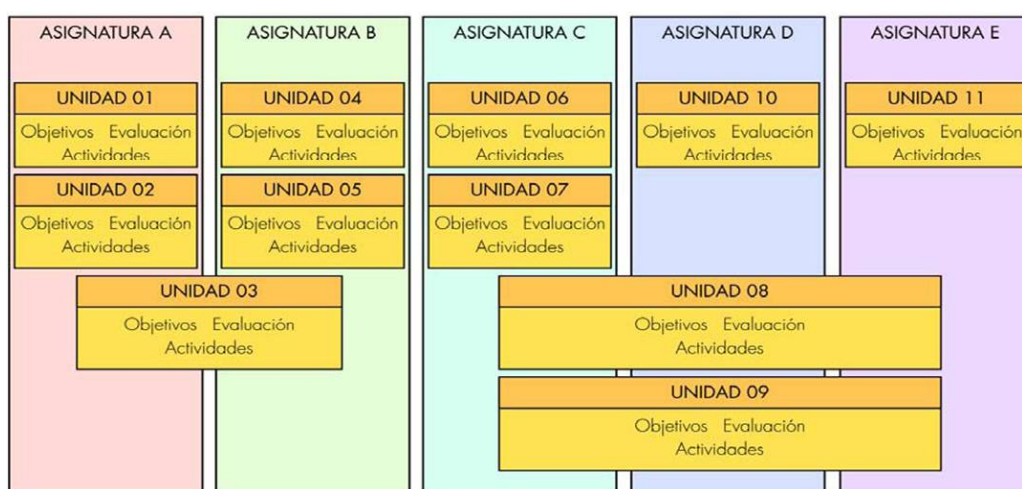 ASIGNATURA A
ASIGNATURA B
ASIGNATURA C
ASIGNATURA D
ASIGNATURA E
UNIDAD 01
Objetivos Evaluación
Actividades
UNIDAD 04
Objetivos Evaluación
Actividades
UNIDAD 06
Objetivos Evaluación
Actividades
UNIDAD 10
Objetivos Evaluación
Actividades
UNIDAD 11
Objetivos Evaluación
Actividades
UNIDAD 02
Objetivos Evaluación
Actividades
UNIDAD 05
Objetivos Evaluación
Actividades
UNIDAD 07
Objetivos Evaluación
Actividades
UNIDAD 03
Objetivos Evaluación
Actividades
UNIDAD 08
Objetivos Evaluación
Actividades
UNIDAD 09
Objetivos Evaluación
Actividades